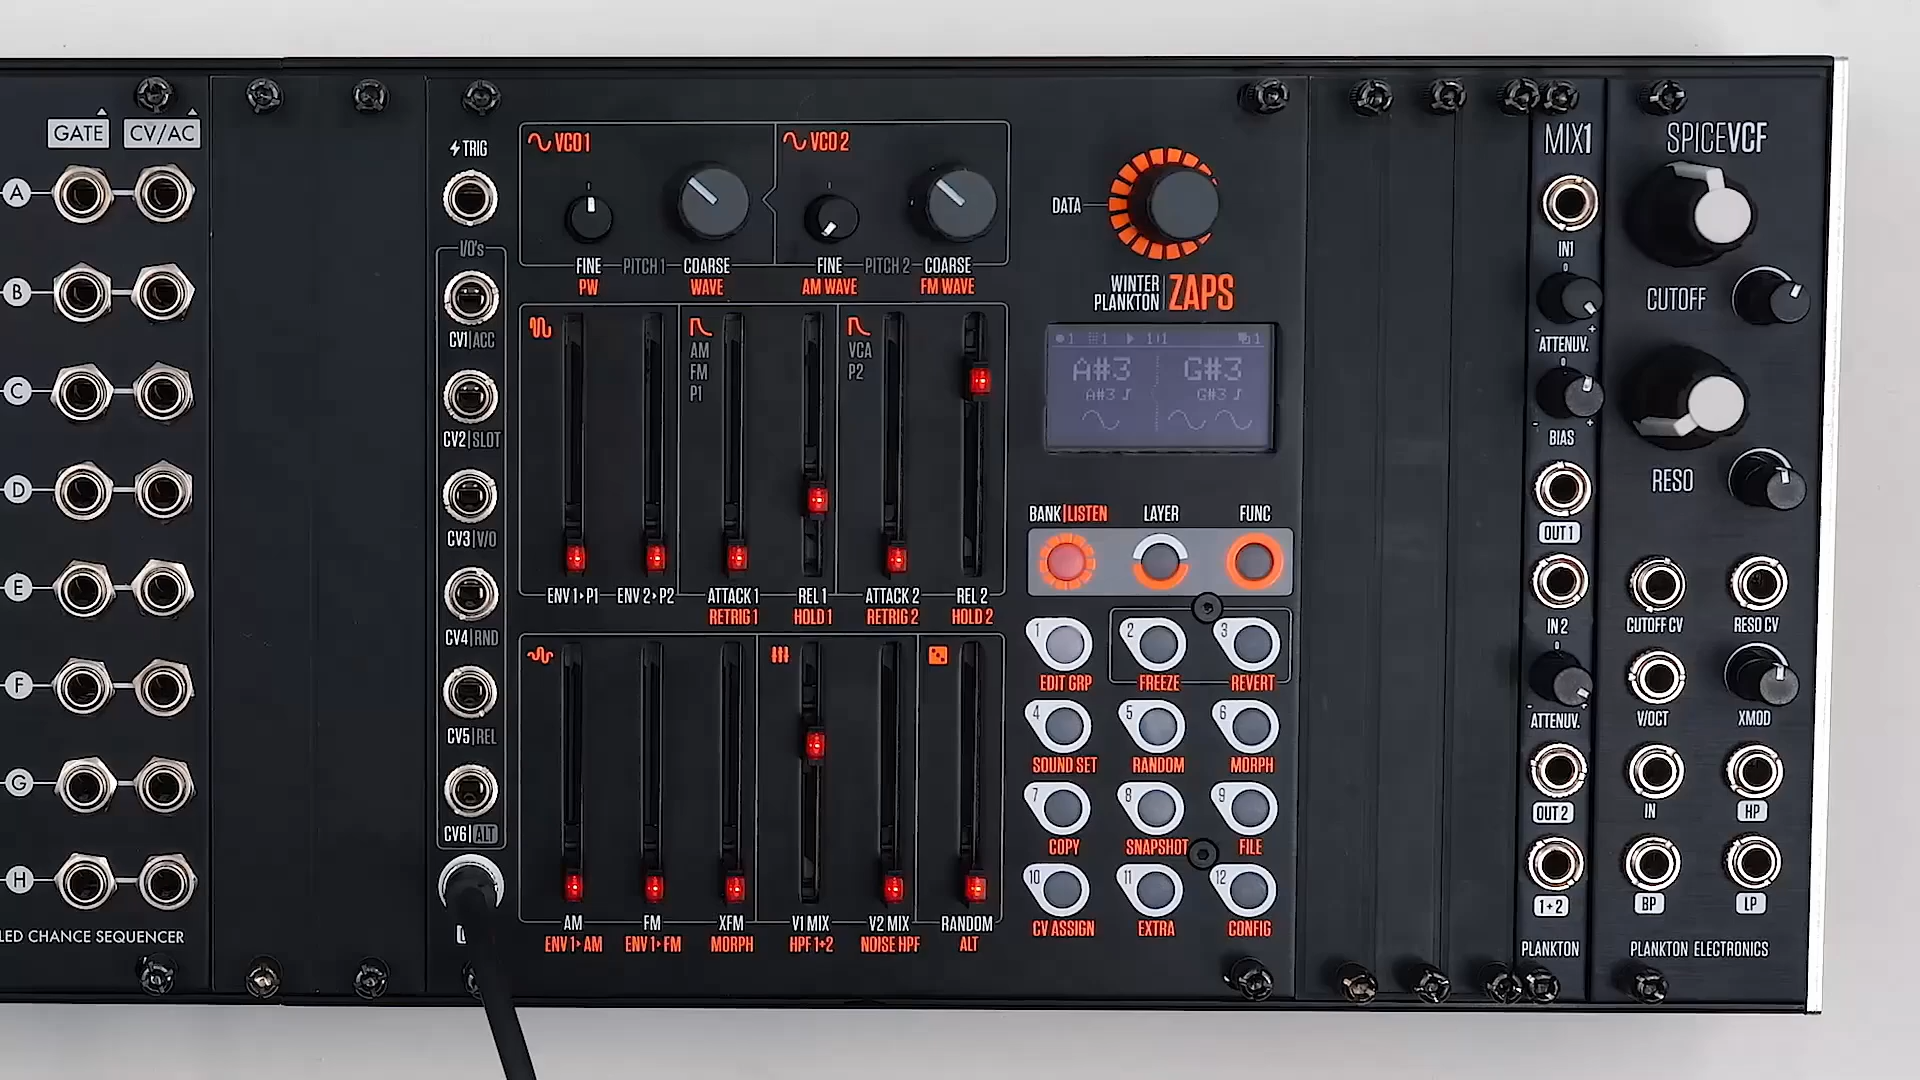 GATE CV/AC
A
B
C
D
E
F
G
H
LED CHANCE SEQUENCER
TRIG
I/O's
CV1|ACC
CV2|SLOT
CV3|V/O
CV4|RND
CV5|REL
CV6|ALT
VCO1
VCO2
FINE PITCH 1 COARSE
PW WAVE
FINE PITCH 2 COARSE
AM WAVE FM WAVE
AM
FM
P1
VCA
P2
ENV 1▸P1 ENV 2▸P2 ATTACK 1 REL 1 ATTACK 2 REL 2
RETRIG 1 HOLD 1 RETRIG 2 HOLD 2
AM FM XFM V1 MIX V2 MIX RANDOM
ENV 1▸AM ENV 1▸FM MORPH HPF 1+2 NOISE HPF ALT
DATA
WINTER
PLANKTON
ZAPS
A#3 G#3
A#3 G#3
BANK|LISTEN LAYER FUNC
1 2 3
EDIT GRP FREEZE REVERT
4 5 6
SOUND SET RANDOM MORPH
7 8 9
COPY SNAPSHOT FILE
10 11 12
CV ASSIGN EXTRA CONFIG
MIX1
IN1
0
- +
ATTENUV.
0
- +
BIAS
OUT 1
IN 2
0
-
ATTENUV.
OUT 2
1+2
PLANKTON
SPICEVCF
CUTOFF
RESO
CUTOFF CV RESO CV
V/OCT XMOD
IN HP
BP LP
PLANKTON ELECTRONICS